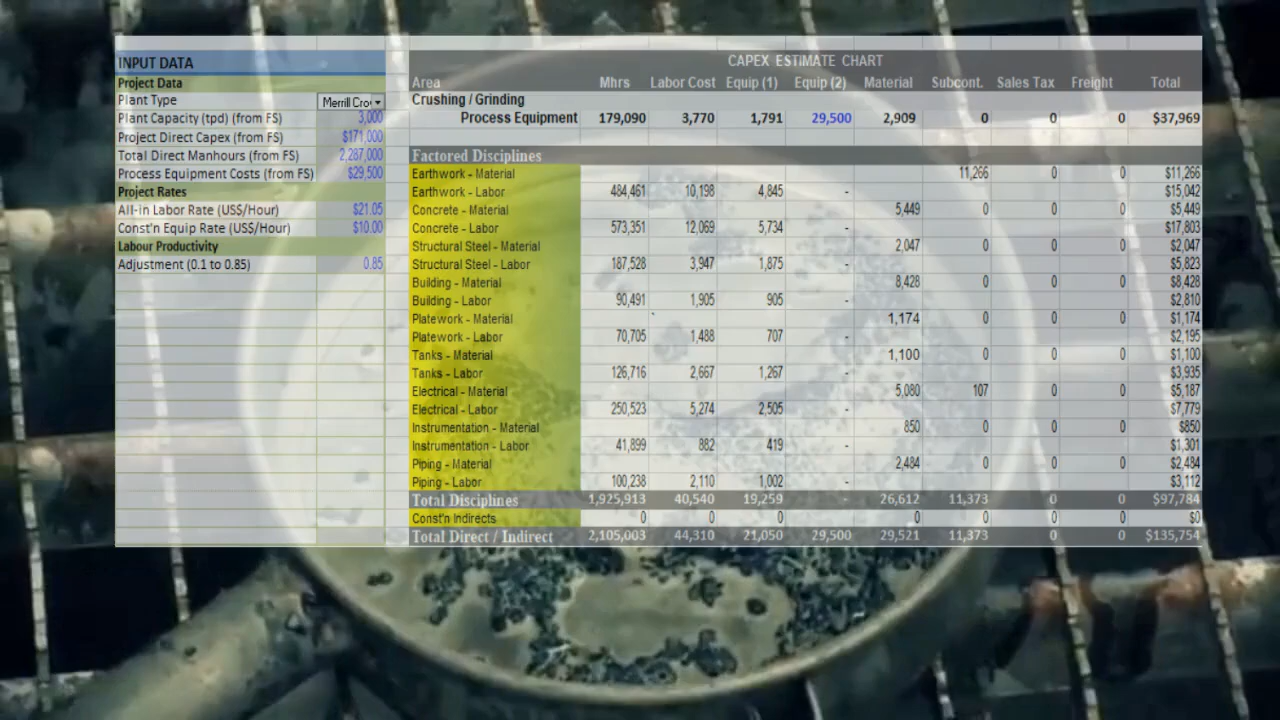 INPUT DATA
Project Data
Plant Type Merrill Cro
Plant Capacity (tpd) (from FS) 3,000
Project Direct Capex (from FS) $171,000
Total Direct Manhours (from FS) 2,287,000
Process Equipment Costs (from FS) $29,500
Project Rates
All-in Labor Rate (US$/Hour) $21.05
Const'n Equip Rate (US$/Hour) $10.00
Labour Productivity
Adjustment (0.1 to 0.85) 0.85
CAPEX ESTIMATE CHART
Area Mhrs Labor Cost Equip (1) Equip (2) Material Subcont. Sales Tax Freight Total
Crushing / Grinding
Process Equipment 179,090 3,770 1,791 29,500 2,909 0 0 0 $37,969
Factored Disciplines
Earthwork - Material 11,266 $11,266
Earthwork - Labor 484,461 10,198 4,845 - $15,042
Concrete - Material 5,449 0 0 0 $5,449
Concrete - Labor 573,351 12,069 5,734 - $17,803
Structural Steel - Material 2,047 0 0 0 $2,047
Structural Steel - Labor 187,528 3,947 1,875 - $5,823
Building - Material 8,428 0 0 0 $8,428
Building - Labor 90,491 1,905 905 - $2,810
Platework - Material 1,174 0 0 0 $1,174
Platework - Labor 70,705 1,488 707 - $2,195
Tanks - Material 1,100 0 0 0 $1,100
Tanks - Labor 126,716 2,667 1,267 - $3,935
Electrical - Material 5,080 107 0 0 $5,187
Electrical - Labor 250,523 5,274 2,505 - $7,779
Instrumentation - Material 850 0 0 0 $850
Instrumentation - Labor 41,899 882 419 - $1,301
Piping - Material 2,484 0 0 0 $2,484
Piping - Labor 100,238 2,110 1,002 - $3,112
Total Disciplines 1,925,913 40,540 19,259 - 26,612 11,373 0 0 $97,784
Const'n Indirects 0 0 0 0 0 0 0 $0
Total Direct / Indirect 2,105,003 44,310 21,050 29,500 29,521 11,373 0 0 $135,754